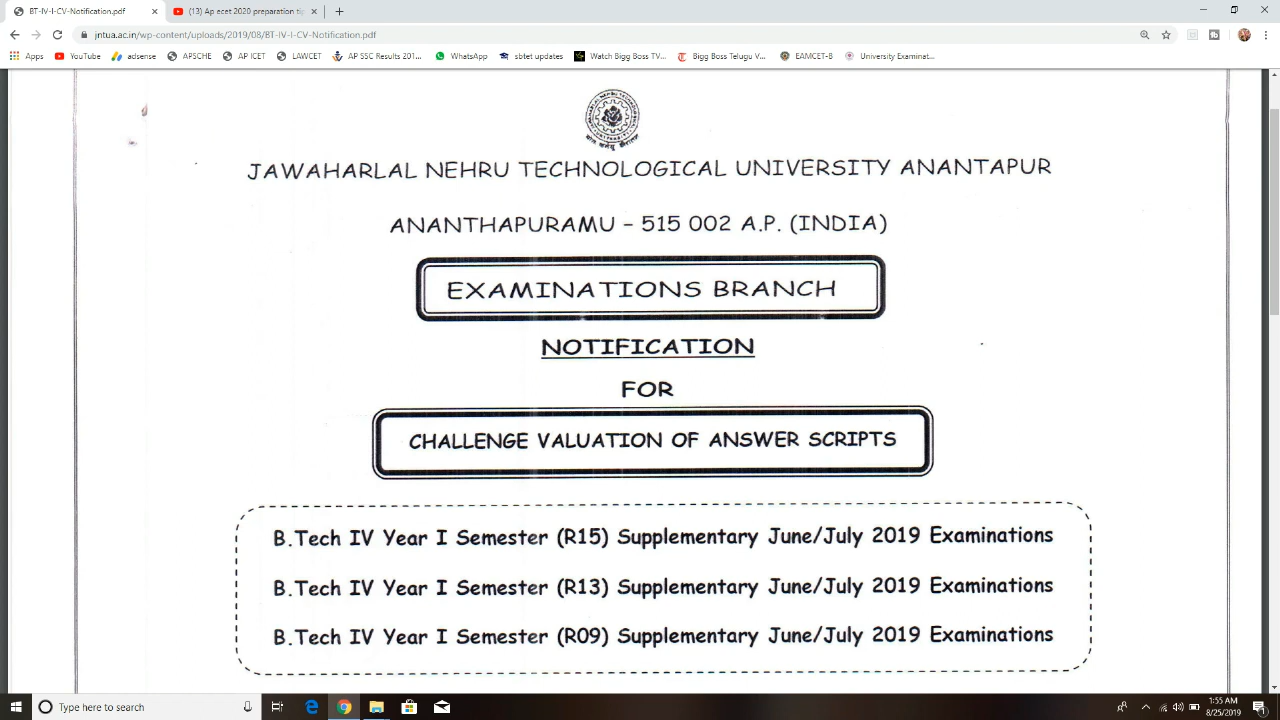 BT-IV-I-CV-Notification.pdf
(13) Ap ecet 2020 preparation tip
jntua.ac.in/wp-content/uploads/2019/08/BT-IV-I-CV-Notification.pdf
Apps YouTube adsense APSCHE AP ICET LAWCET AP SSC Results 201... WhatsApp sbtet updates Watch Bigg Boss TV... Bigg Boss Telugu V... EAMCET-B University Examinat...
JAWAHARLAL NEHRU TECHNOLOGICAL UNIVERSITY ANANTAPUR
ANANTHAPURAMU – 515 002 A.P. (INDIA)
EXAMINATIONS BRANCH
NOTIFICATION
FOR
CHALLENGE VALUATION OF ANSWER SCRIPTS
B.Tech IV Year I Semester (R15) Supplementary June/July 2019 Examinations
B.Tech IV Year I Semester (R13) Supplementary June/July 2019 Examinations
B.Tech IV Year I Semester (R09) Supplementary June/July 2019 Examinations
Type here to search
1:55 AM
8/25/2019